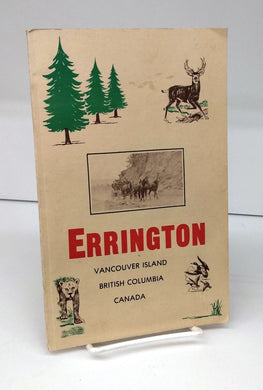 ERRINGTON
VANCOUVER ISLAND
BRITISH COLUMBIA
CANADA